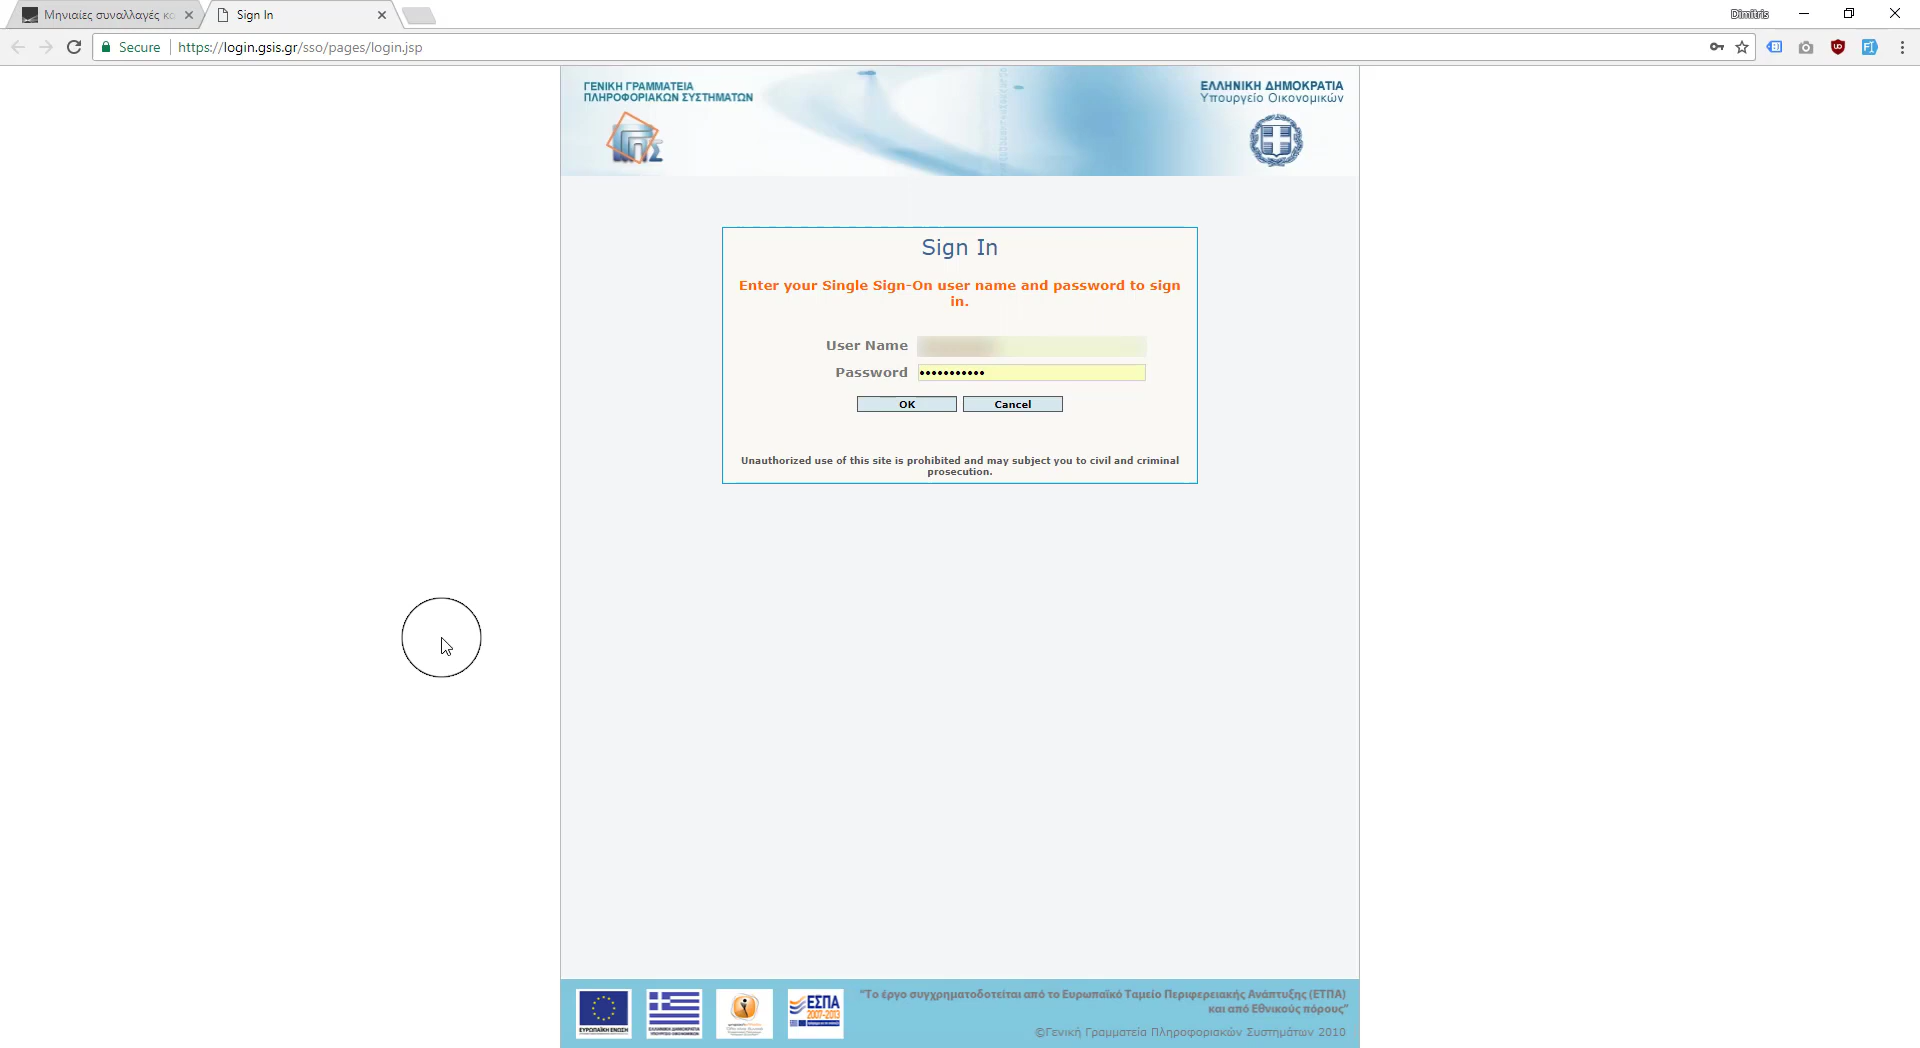 Μηνιαίες συναλλαγές κα
Sign In
Dimitris
Secure
https://login.gsis.gr/sso/pages/login.jsp
ΓΕΝΙΚΗ ΓΡΑΜΜΑΤΕΙΑ
ΠΛΗΡΟΦΟΡΙΑΚΩΝ ΣΥΣΤΗΜΑΤΩΝ
ΕΛΛΗΝΙΚΗ ΔΗΜΟΚΡΑΤΙΑ
Υπουργείο Οικονομικών
Sign In
Enter your Single Sign-On user name and password to sign
in.
User Name
Password
OK
Cancel
Unauthorized use of this site is prohibited and may subject you to civil and criminal
prosecution.
ΕΥΡΩΠΑΪΚΗ ΕΝΩΣΗ
ΕΛΛΗΝΙΚΗ ΔΗΜΟΚΡΑΤΙΑ
ΕΣΠΑ
2007-2013
"Το έργο συγχρηματοδοτείται από το Ευρωπαϊκό Ταμείο Περιφερειακής Ανάπτυξης (ΕΤΠΑ)
και από Εθνικούς πόρους"
©Γενική Γραμματεία Πληροφοριακών Συστημάτων 2010